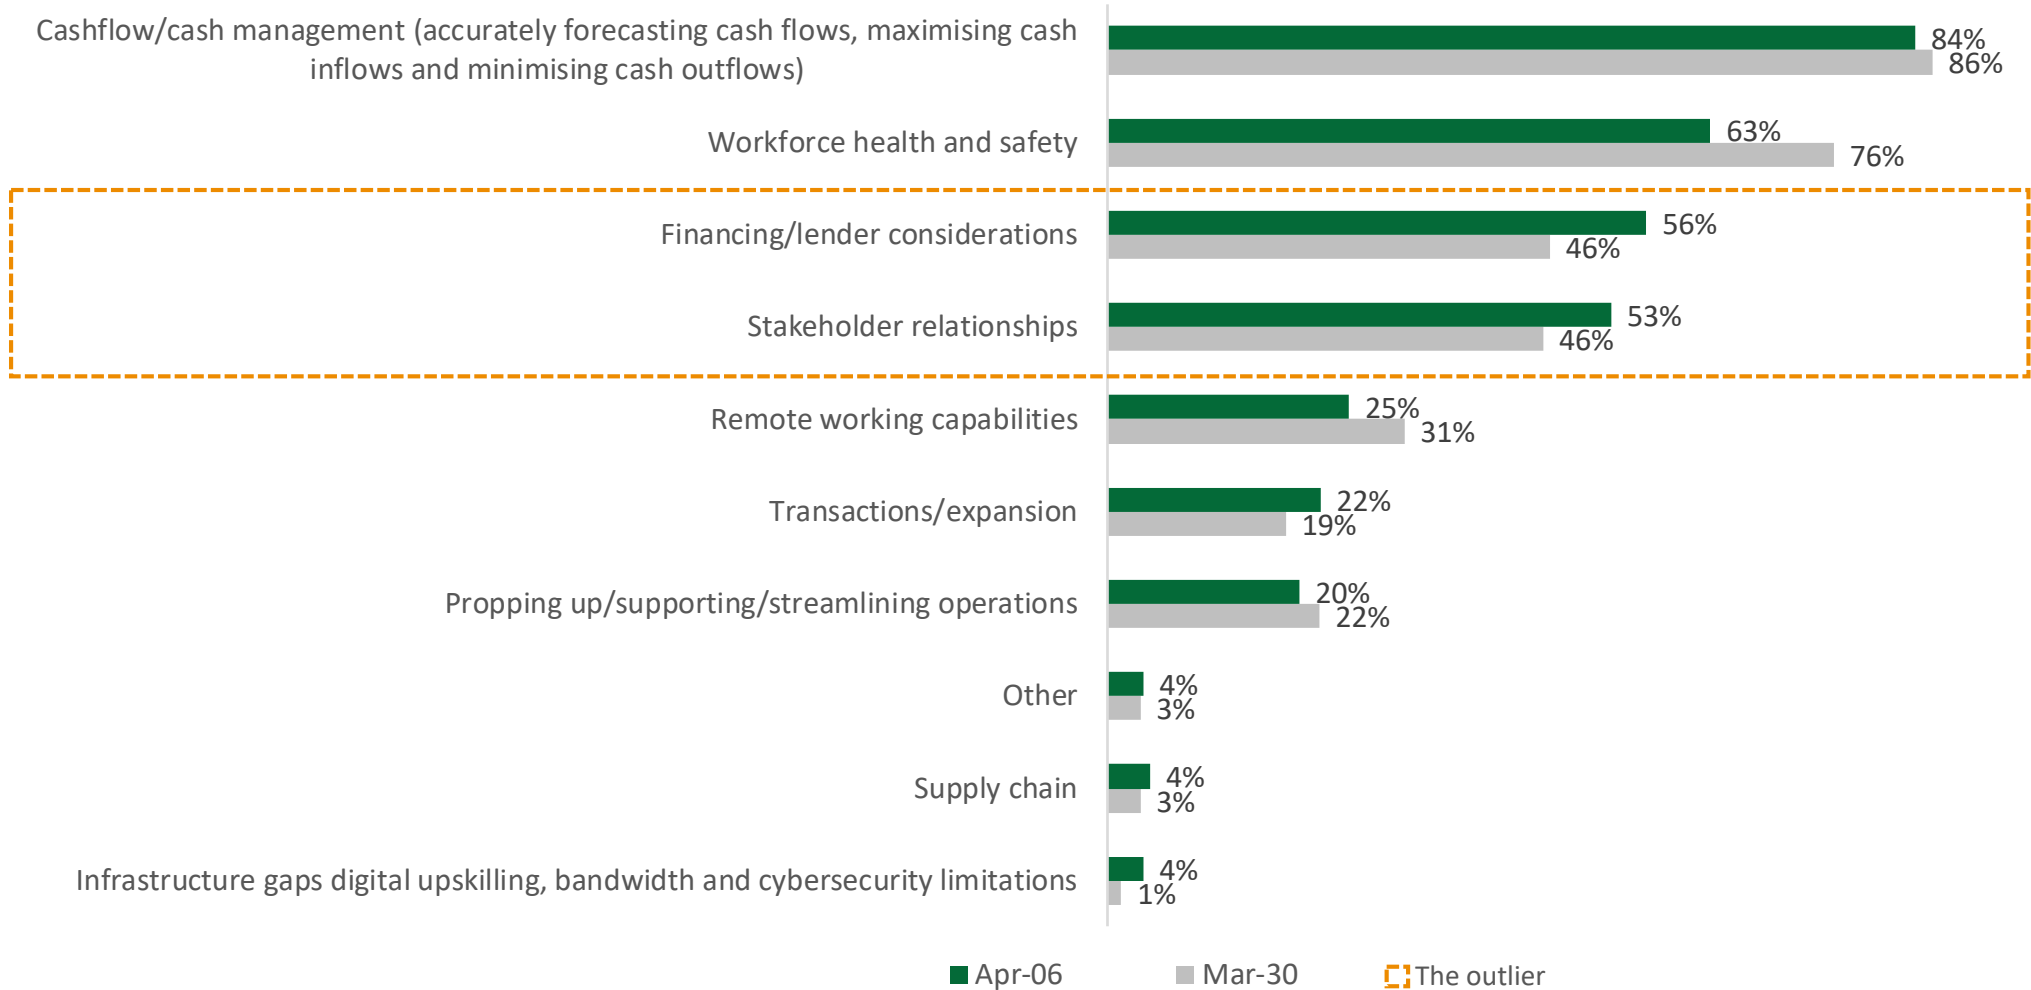 Cashflow/cash management (accurately forecasting cash flows, maximising cash
inflows and minimising cash outflows)
84%
86%
Workforce health and safety
63%
76%
Financing/lender considerations
56%
46%
Stakeholder relationships
53%
46%
Remote working capabilities
25%
31%
Transactions/expansion
22%
19%
Propping up/supporting/streamlining operations
20%
22%
Other
4%
3%
Supply chain
4%
3%
Infrastructure gaps digital upskilling, bandwidth and cybersecurity limitations
4%
1%
Apr-06
Mar-30
The outlier